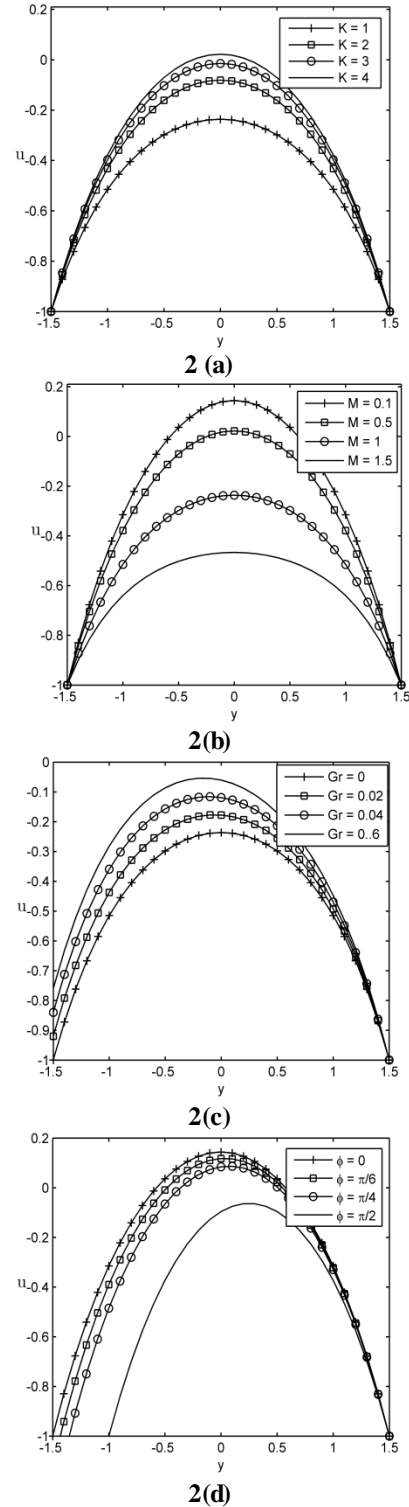 0.2
0
-0.2
-0.4
-0.6
-0.8
-1
u
-1.5 -1 -0.5 0 0.5 1 1.5
y
K = 1
K = 2
K = 3
K = 4
2 (a)
0.2
0
-0.2
-0.4
-0.6
-0.8
-1
u
-1.5 -1 -0.5 0 0.5 1 1.5
y
M = 0.1
M = 0.5
M = 1
M = 1.5
2(b)
0
-0.1
-0.2
-0.3
-0.4
-0.5
-0.6
-0.7
-0.8
-0.9
-1
u
-1.5 -1 -0.5 0 0.5 1 1.5
y
Gr = 0
Gr = 0.02
Gr = 0.04
Gr = 0..6
2(c)
0.2
0
-0.2
-0.4
-0.6
-0.8
-1
u
-1.5 -1 -0.5 0 0.5 1 1.5
y
ϕ = 0
ϕ = π/6
ϕ = π/4
ϕ = π/2
2(d)